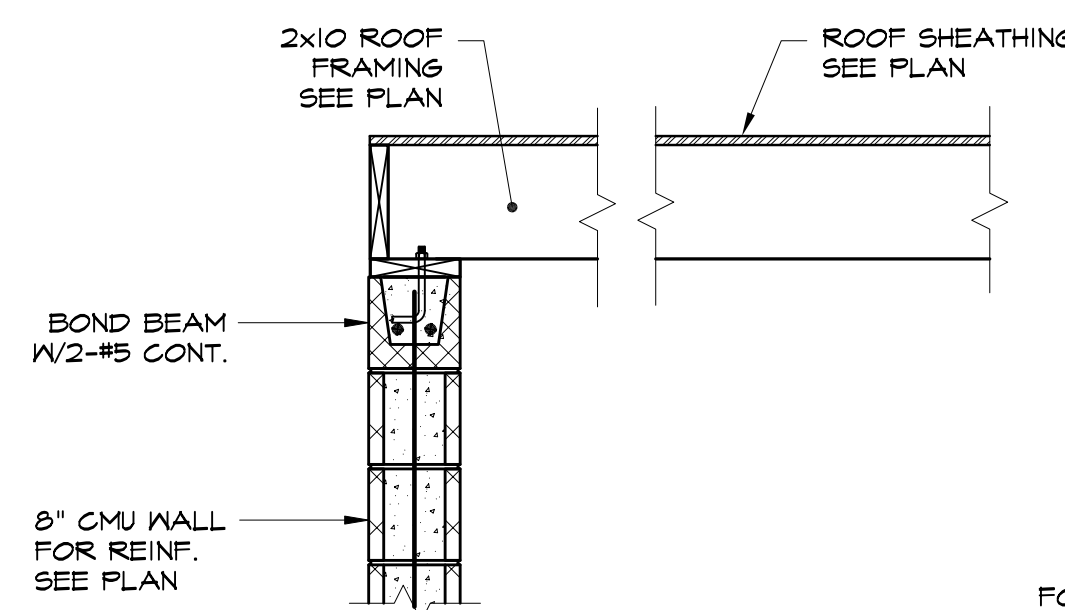 2x10 ROOF
FRAMING
SEE PLAN
ROOF SHEATHING
SEE PLAN
BOND BEAM
W/2-#5 CONT.
8" CMU WALL
FOR REINF.
SEE PLAN
FO